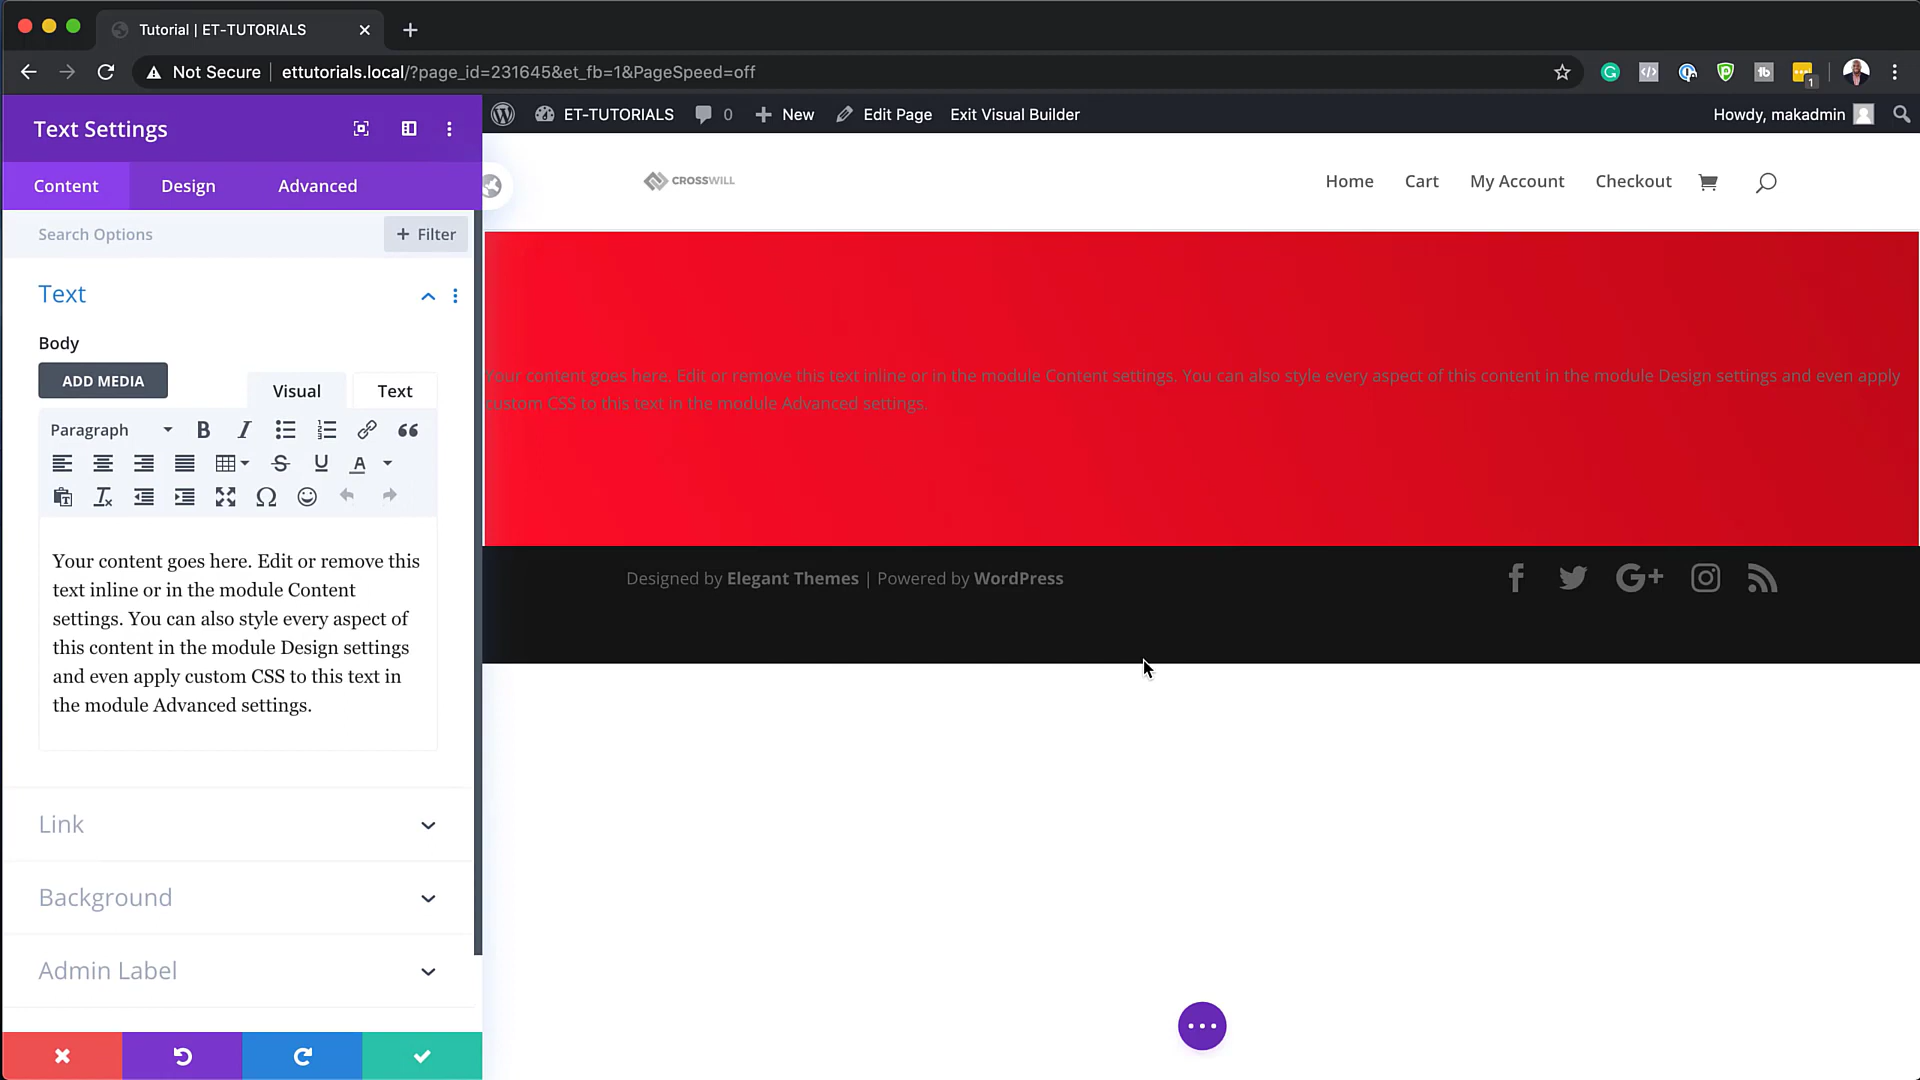 Tutorial | ET-TUTORIALS
Not Secure
ettutorials.local/?page_id=231645&et_fb=1&PageSpeed=off
1
Text Settings
ET-TUTORIALS
0
New
Edit Page
Exit Visual Builder
Howdy, makadmin
Content
Design
Advanced
CROSSWILL
Home
Cart
My Account
Checkout
Search Options
+ Filter
Text
Body
ADD MEDIA
Visual
Text
Paragraph
Your content goes here. Edit or remove this
text inline or in the module Content
settings. You can also style every aspect of
this content in the module Design settings
and even apply custom CSS to this text in
the module Advanced settings.
Link
Background
Admin Label
Your content goes here. Edit or remove this text inline or in the module Content settings. You can also style every aspect of this content in the module Design settings and even apply
custom CSS to this text in the module Advanced settings.
Designed by Elegant Themes | Powered by WordPress